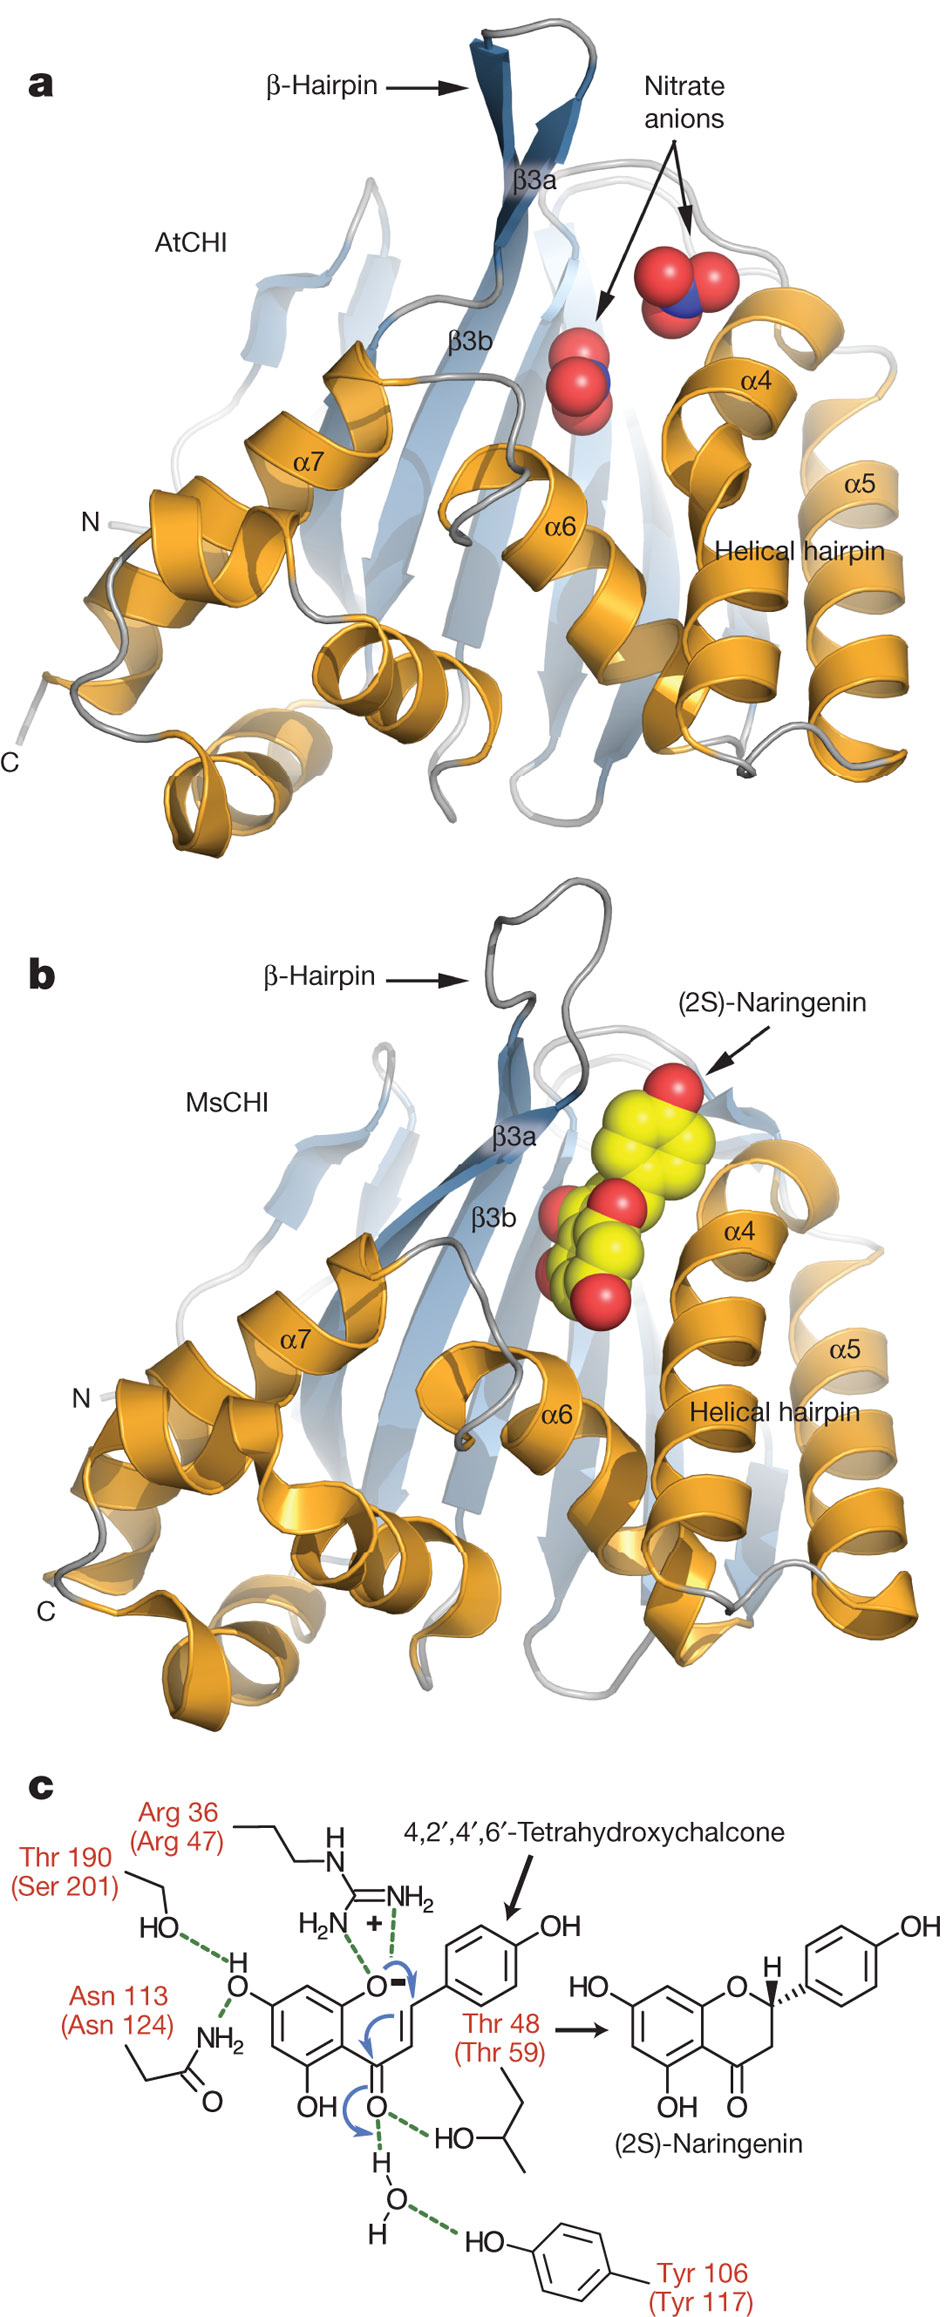 a
β-Hairpin
Nitrate
anions
β3a
AtCHI
β3b
α4
α7
α5
N
α6
Helical hairpin
C
b
β-Hairpin
(2S)-Naringenin
MsCHI
β3a
β3b
α4
α7
α5
N
α6
Helical hairpin
C
c
Arg 36
(Arg 47)
4,2′,4′,6′-Tetrahydroxychalcone
Thr 190
(Ser 201)
H
N
NH₂
H₂N
+
HO
OH
OH
H
O
O
–
H
HO
O
Asn 113
(Asn 124)
Thr 48
(Thr 59)
NH₂
O
OH
O
HO
OH
O
(2S)-Naringenin
H
O
H
HO
Tyr 106
(Tyr 117)